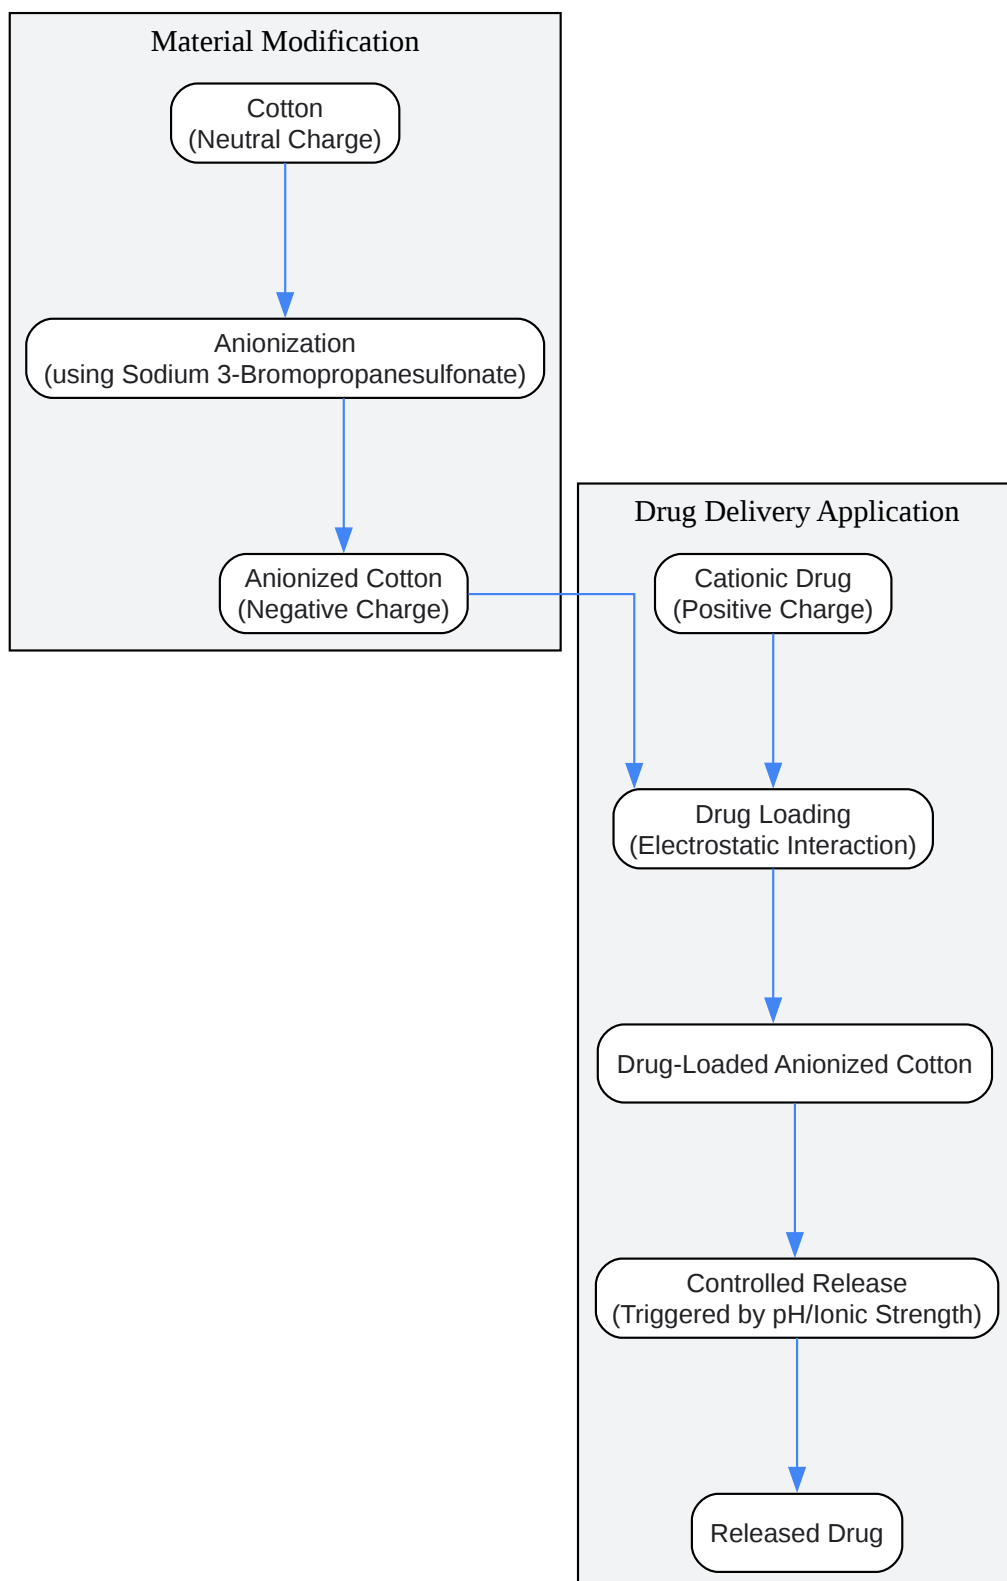 Material Modification
Cotton
(Neutral Charge)
Anionization
(using Sodium 3-Bromopropanesulfonate)
Anionized Cotton
(Negative Charge)
Drug Delivery Application
Cationic Drug
(Positive Charge)
Drug Loading
(Electrostatic Interaction)
Drug-Loaded Anionized Cotton
Controlled Release
(Triggered by pH/Ionic Strength)
Released Drug